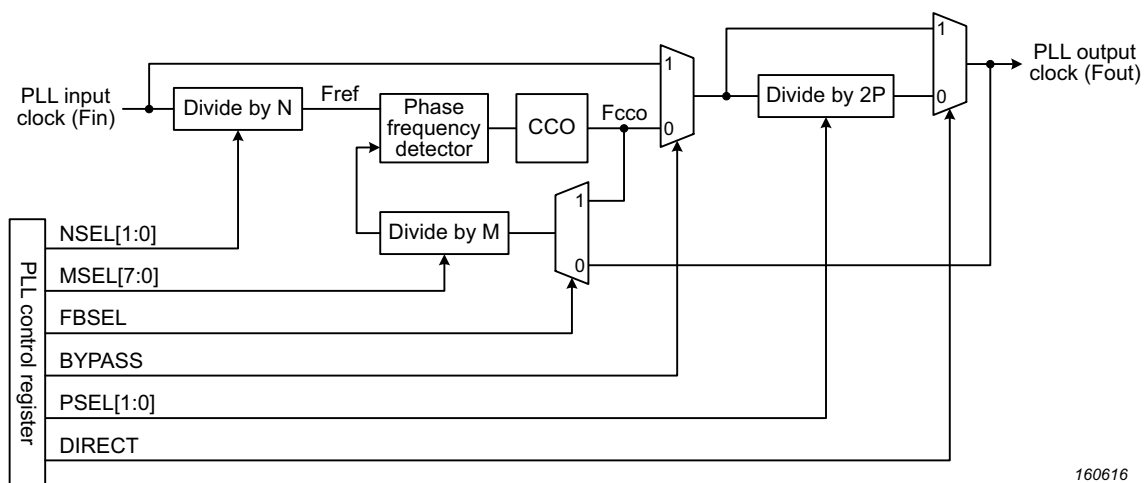 PLL input
clock (Fin)
Divide by N
Fref
Phase
frequency
detector
CCO
Fcco
1
0
Divide by 2P
1
0
PLL output
clock (Fout)
Divide by M
1
0
PLL control
register
NSEL[1:0]
MSEL[7:0]
FBSEL
BYPASS
PSEL[1:0]
DIRECT
160616